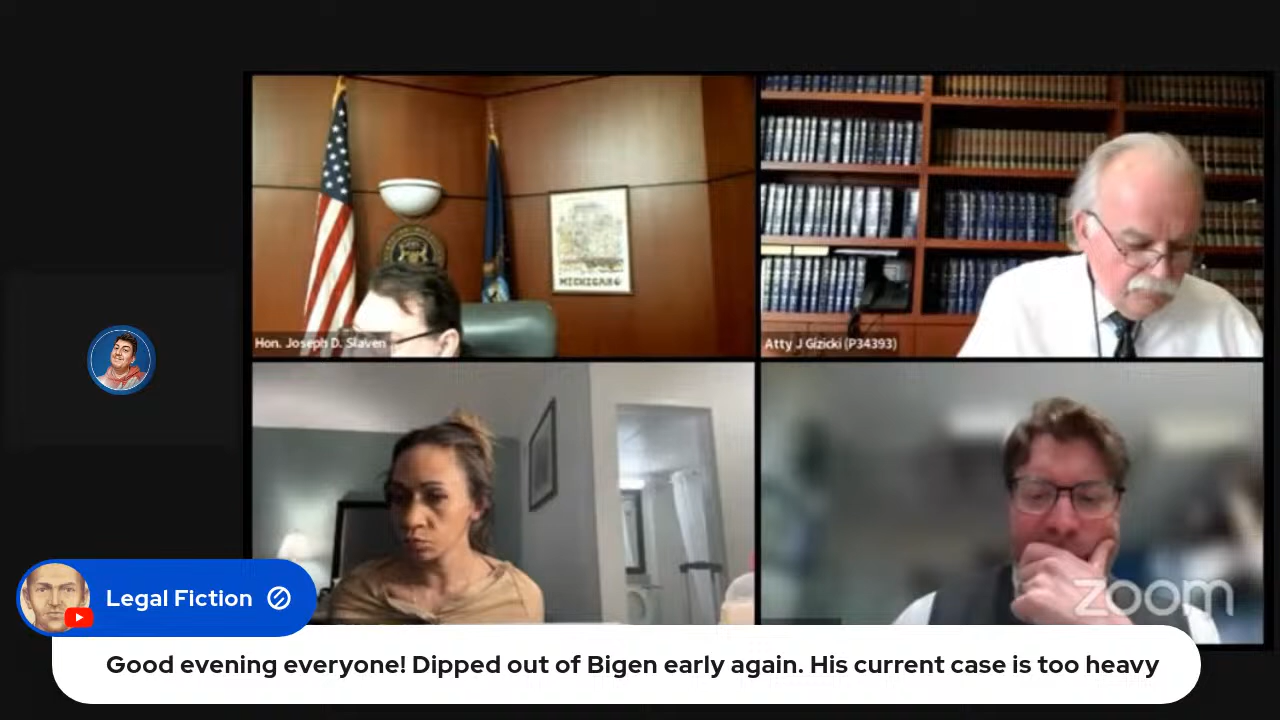 MICHIGAN
Hon. Joseph D. Slaven
Atty J Gizicki (P34393)
zoom
Legal Fiction
Good evening everyone! Dipped out of Bigen early again. His current case is too heavy